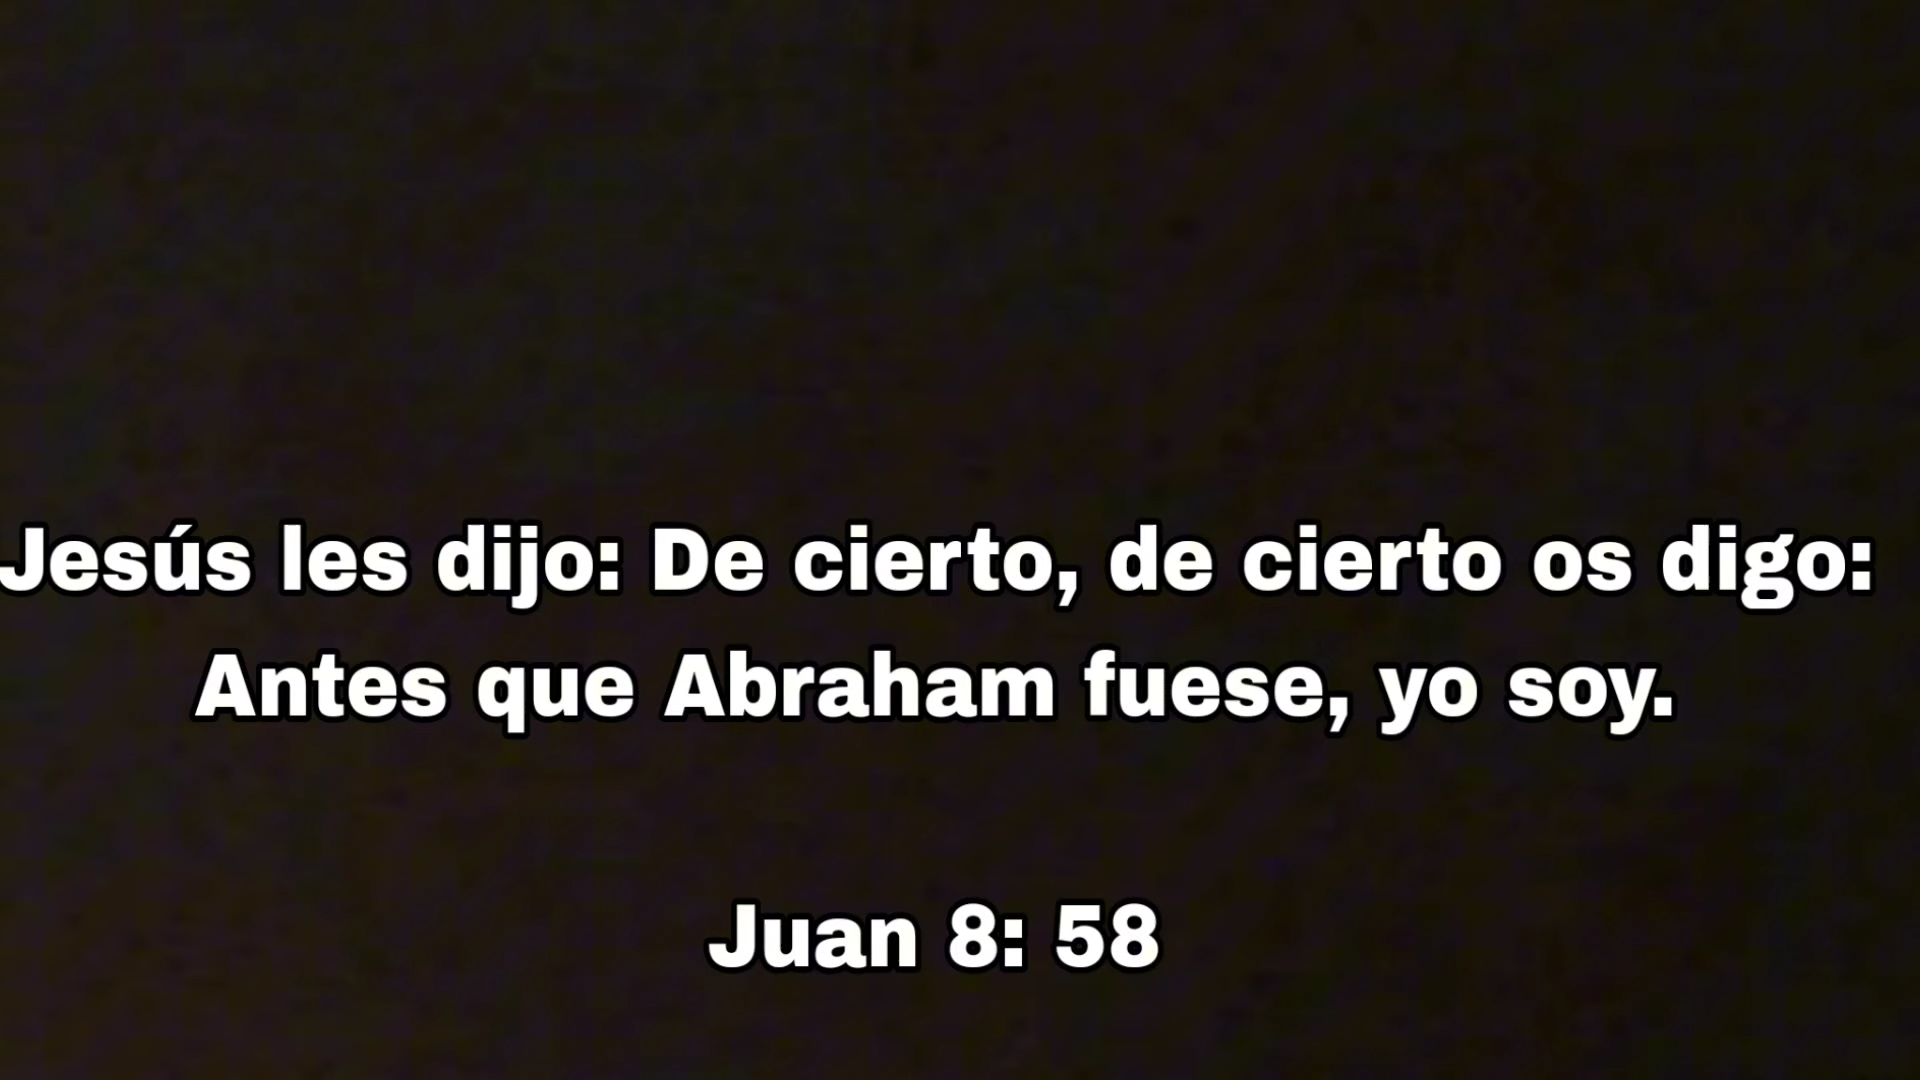 Jesús les dijo: De cierto, de cierto os digo:
Antes que Abraham fuese, yo soy.
Juan 8: 58